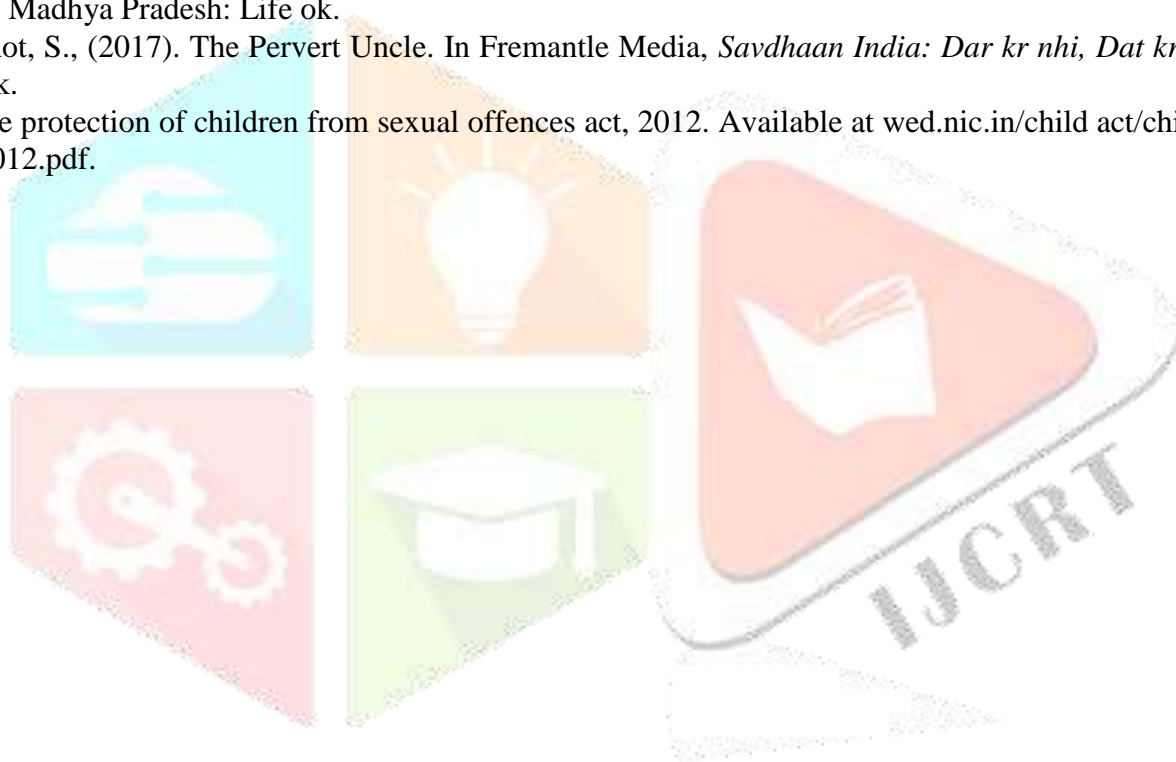 Madhya Pradesh: Life ok.
ot, S., (2017). The Pervert Uncle. In Fremantle Media, Savdhaan India: Dar kr nhi, Dat kr
k.
e protection of children from sexual offences act, 2012. Available at wed.nic.in/child act/chi
012.pdf.
IJCRT